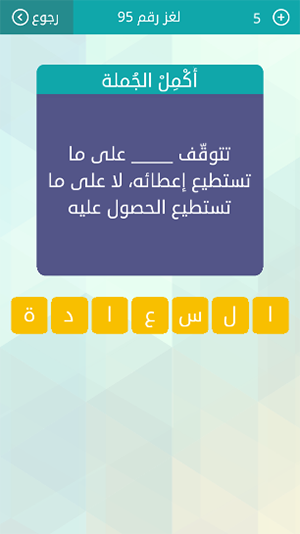 رجوع لغز رقم 95 5
أكْمِلْ الجُملة
تتوقّف ____ على ما
تستطيع إعطائه، لا على ما
تستطيع الحصول عليه
ا ل س ع ا د ة